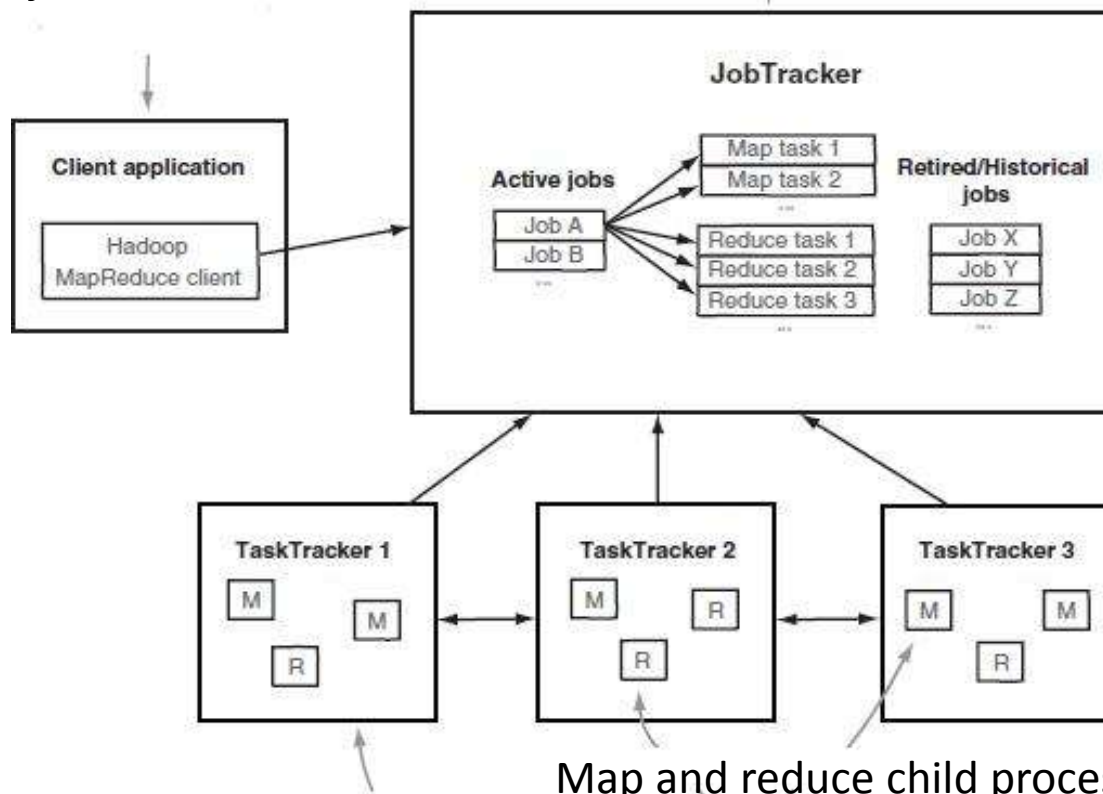 JobTracker
Client application
Hadoop
MapReduce client
Active jobs
Job A
Job B
...
Map task 1
Map task 2
...
Reduce task 1
Reduce task 2
Reduce task 3
...
Retired/Historical
jobs
Job X
Job Y
Job Z
...
TaskTracker 1
M
M
R
TaskTracker 2
M
R
R
TaskTracker 3
M
M
R
Map and reduce child